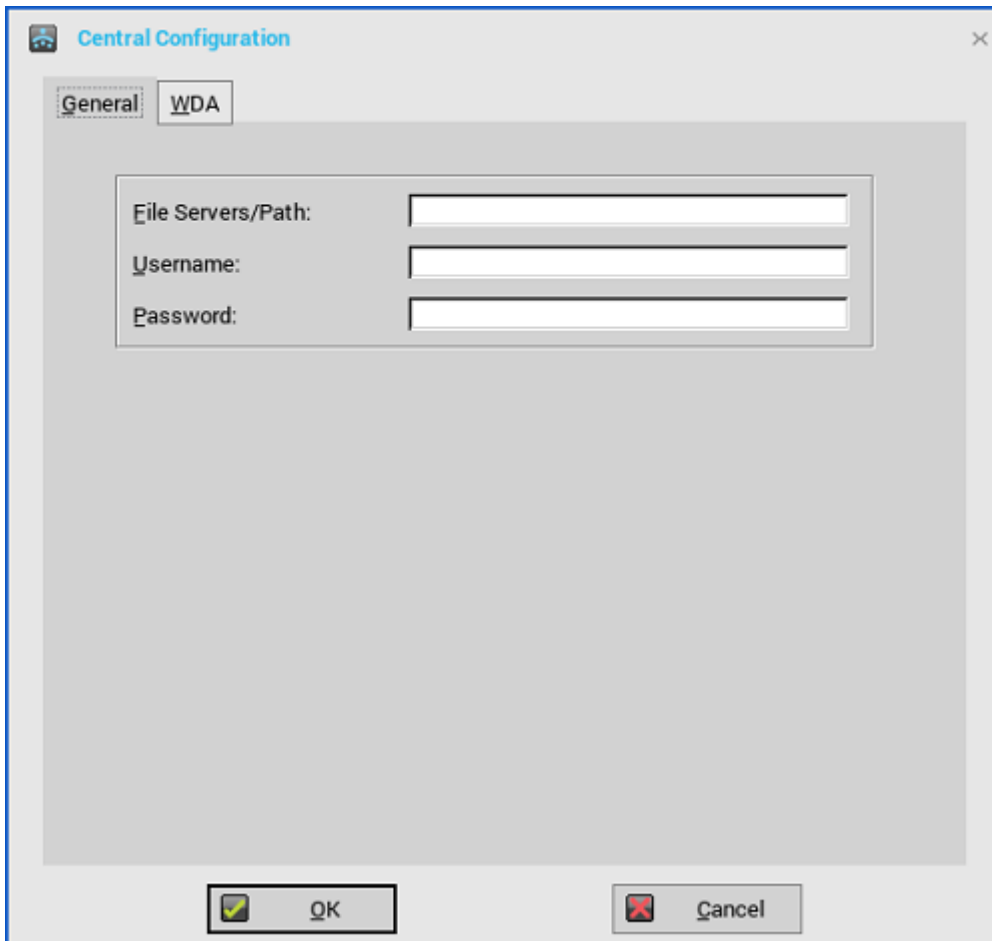 Central Configuration
General WDA
File Servers/Path:
Username:
Password:
OK Cancel